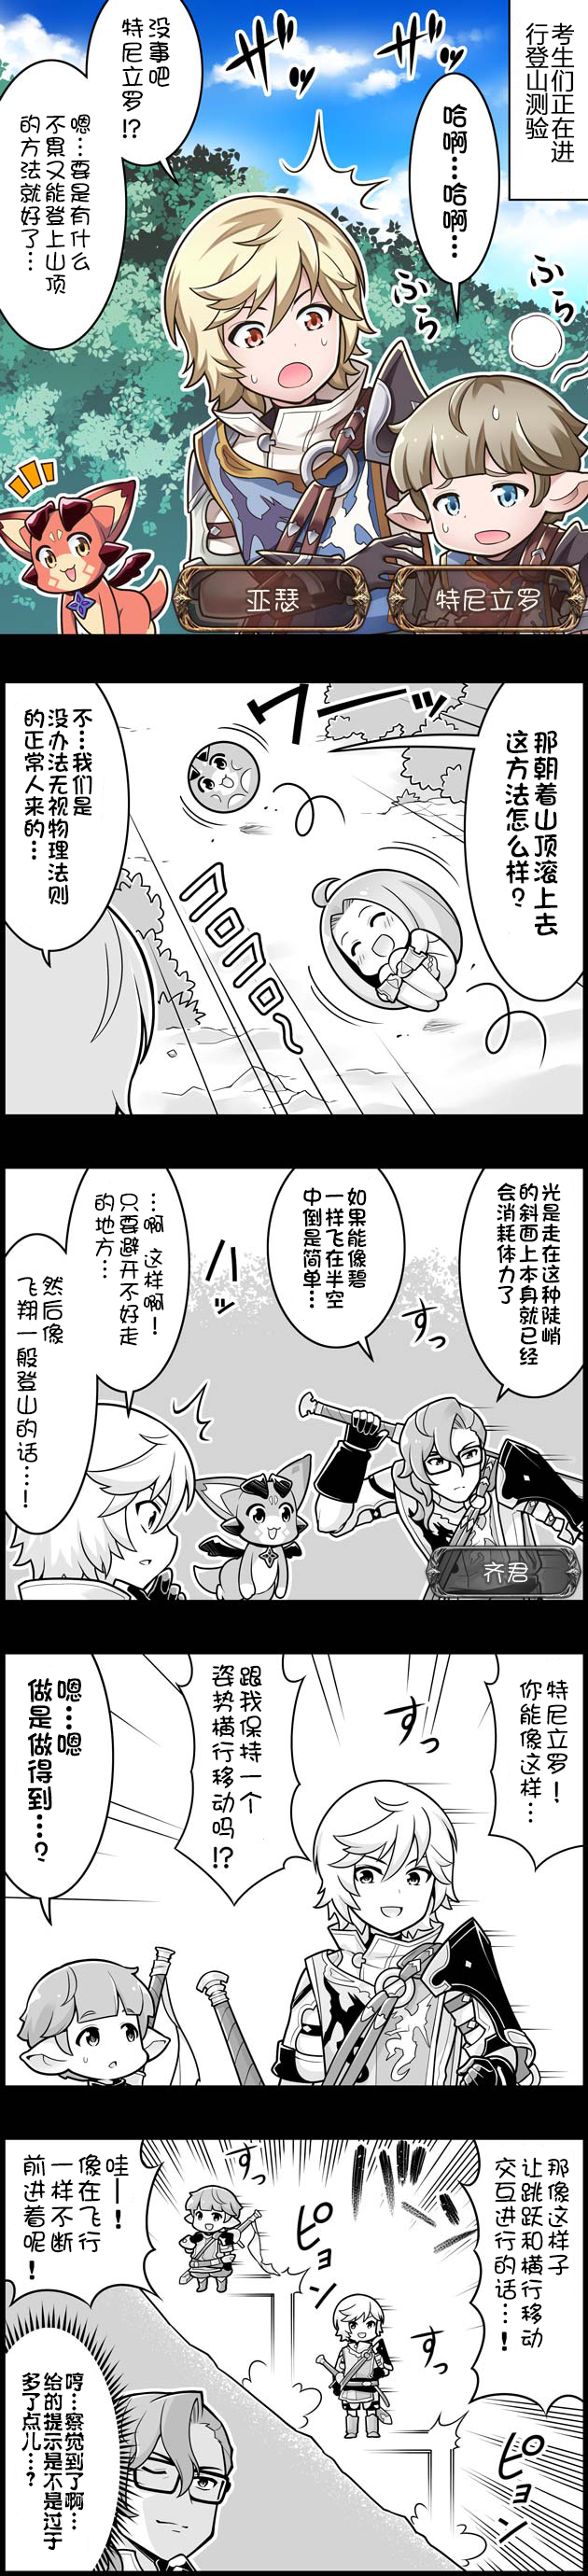 考生们正在进
行登山测验
ザッ
ザッ
哈啊…哈啊…
没事吧
特尼立罗!?
嗯…要是有什么
不累又能登上山顶
的方法就好了…
ふら
ふら
亚瑟
特尼立罗
那朝着山顶滚上去
这方法怎么样?
不…我们是
没办法无视物理法则
的正常人来的…
ゴロゴロ～
光是走在这种陡峭
的斜面上本身就已经
会消耗体力了
如果能像碧
一样飞在半空
中倒是简单…
すっ
ハッ
…啊 这样啊!
只要避开不好走
的地方…
然后像
飞翔一般登山的话…!
齐君
特尼立罗!
你能像这样…
すっ
跟我保持一个
姿势横行移动吗!?
嗯…嗯
做是做得到…?
那像这样子
让跳跃和横行移动
交互进行的话…!
ピョン
すっ
ピョン
すっ
哇—!
像在飞行
一样不断
前进着呢!
哼…察觉到了啊…
给的提示是不是过于
多了点儿…?